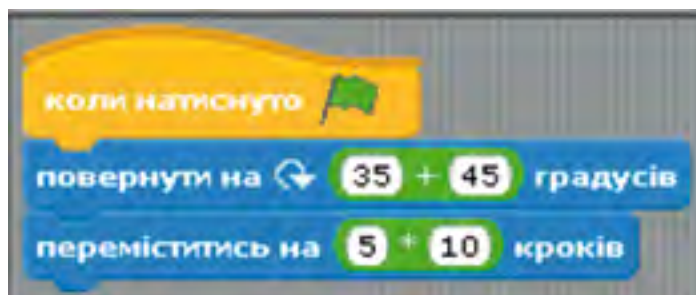 коли натиснуто
повернути на 35 + 45 градусів
переміститись на 5 * 10 кроків